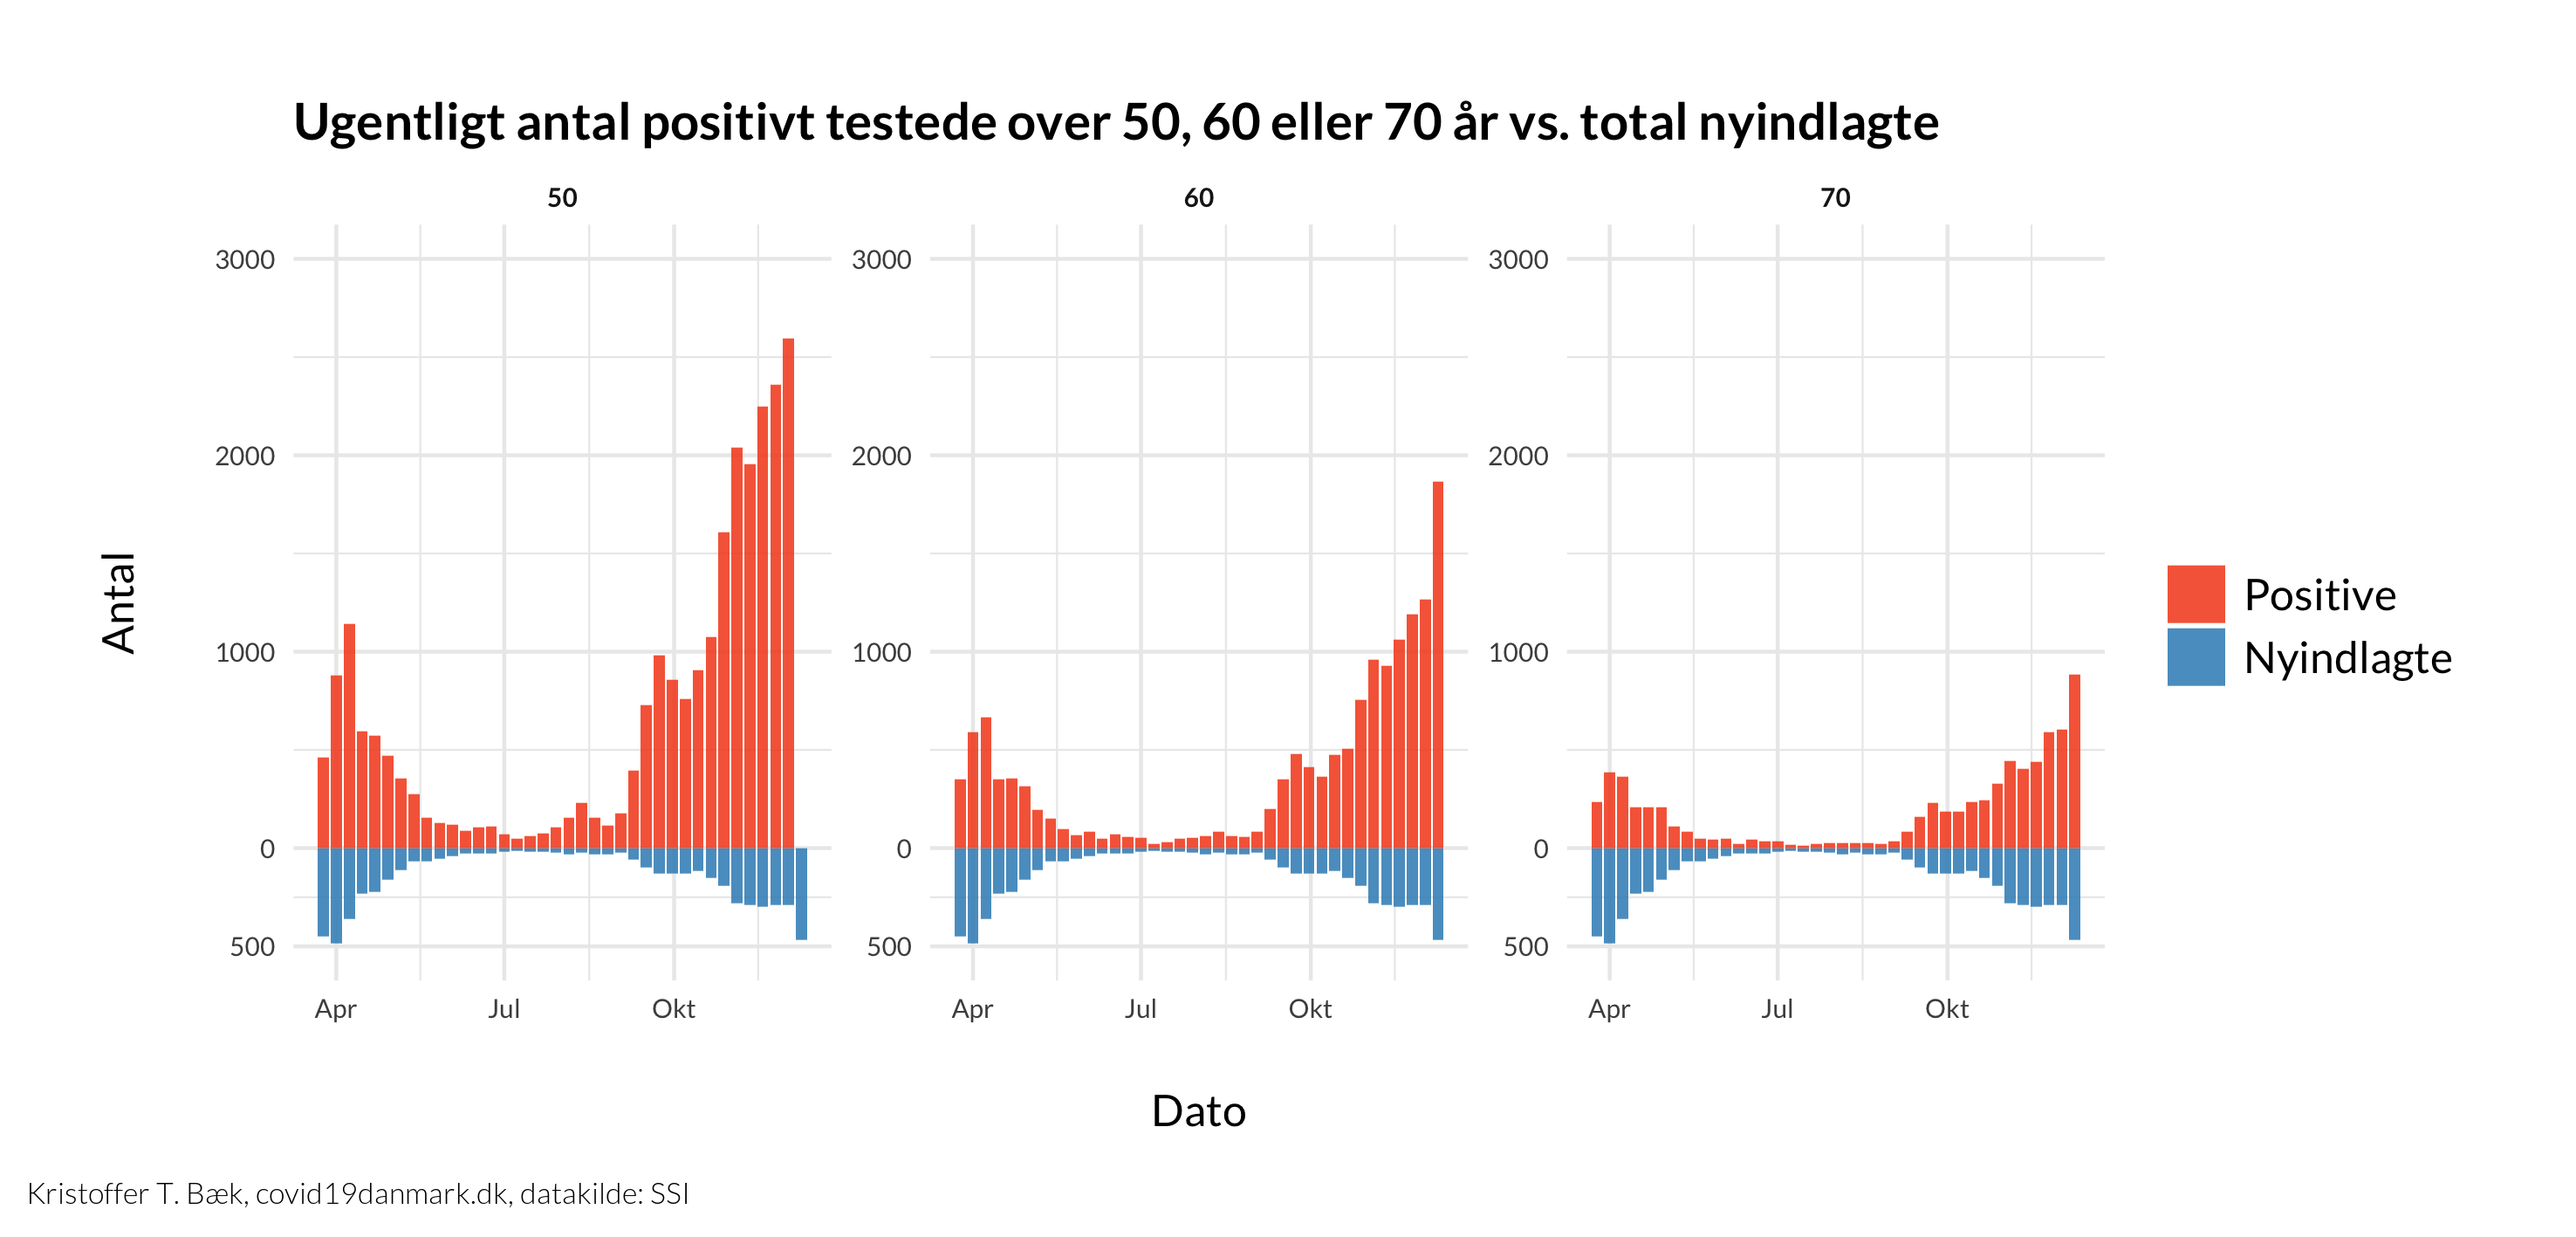 Ugentligt antal positivt testede over 50, 60 eller 70 år vs. total nyindlagte
50
60
70
3000
2000
1000
0
500
3000
2000
1000
0
500
3000
2000
1000
0
500
Antal
Apr
Jul
Okt
Apr
Jul
Okt
Apr
Jul
Okt
Dato
Positive
Nyindlagte
Kristoffer T. Bæk, covid19danmark.dk, datakilde: SSI